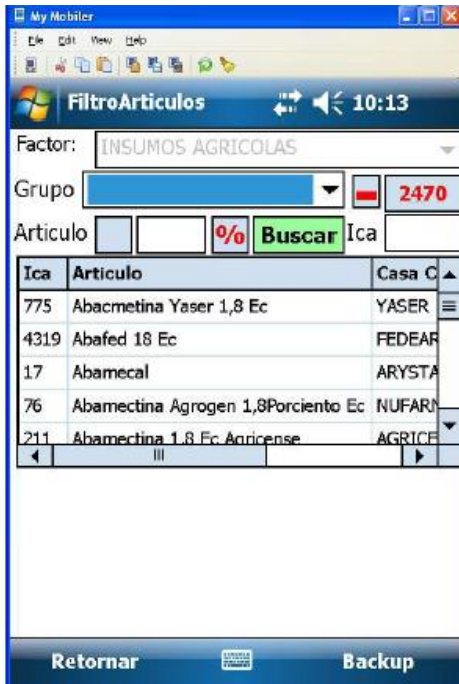 My Mobiler
File Edit View Help
FiltroArticulos 10:13
Factor: INSUMOS AGRICOLAS
Grupo 2470
Articulo % Buscar Ica
Ica Articulo Casa C
775 Abacmetina Yaser 1,8 Ec YASER
4319 Abafed 18 Ec FEDEAR
17 Abamecal ARYSTA
76 Abamectina Agrogen 1,8Porciento Ec NUFARN
211 Abamectina 1,8 Ec Agricense AGRICE
Retornar Backup